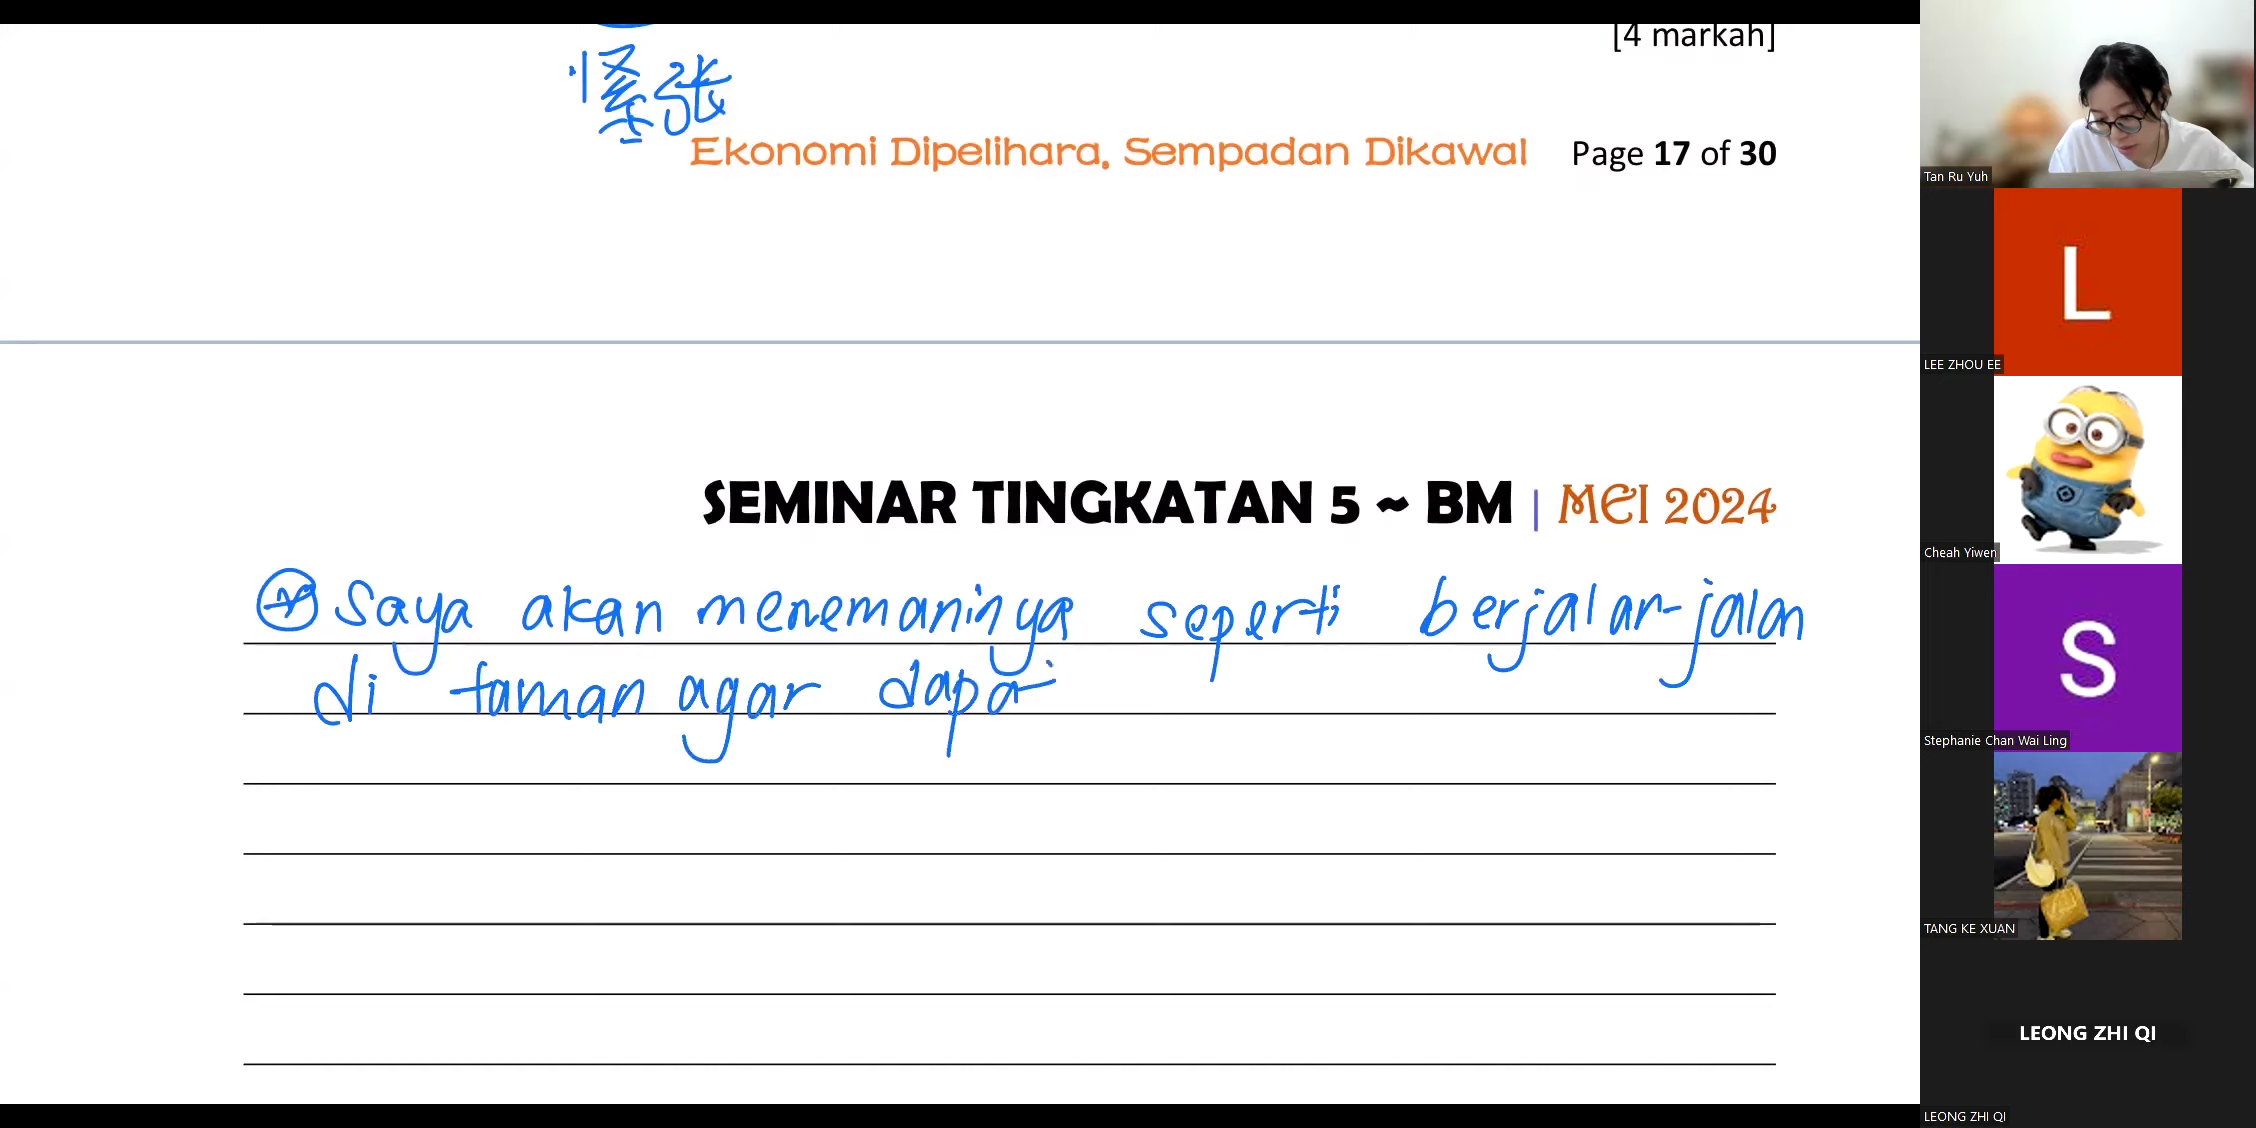 [4 markah]
紧张
Ekonomi Dipelihara, Sempadan Dikawal Page 17 of 30
SEMINAR TINGKATAN 5 ~ BM | MEI 2024
Saya akan menemaninya seperti berjalan-jalan
di taman agar dapa
Tan Ru Yuh
L
LEE ZHOU EE
Cheah Yiwen
S
Stephanie Chan Wai Ling
TANG KE XUAN
LEONG ZHI QI
LEONG ZHI QI